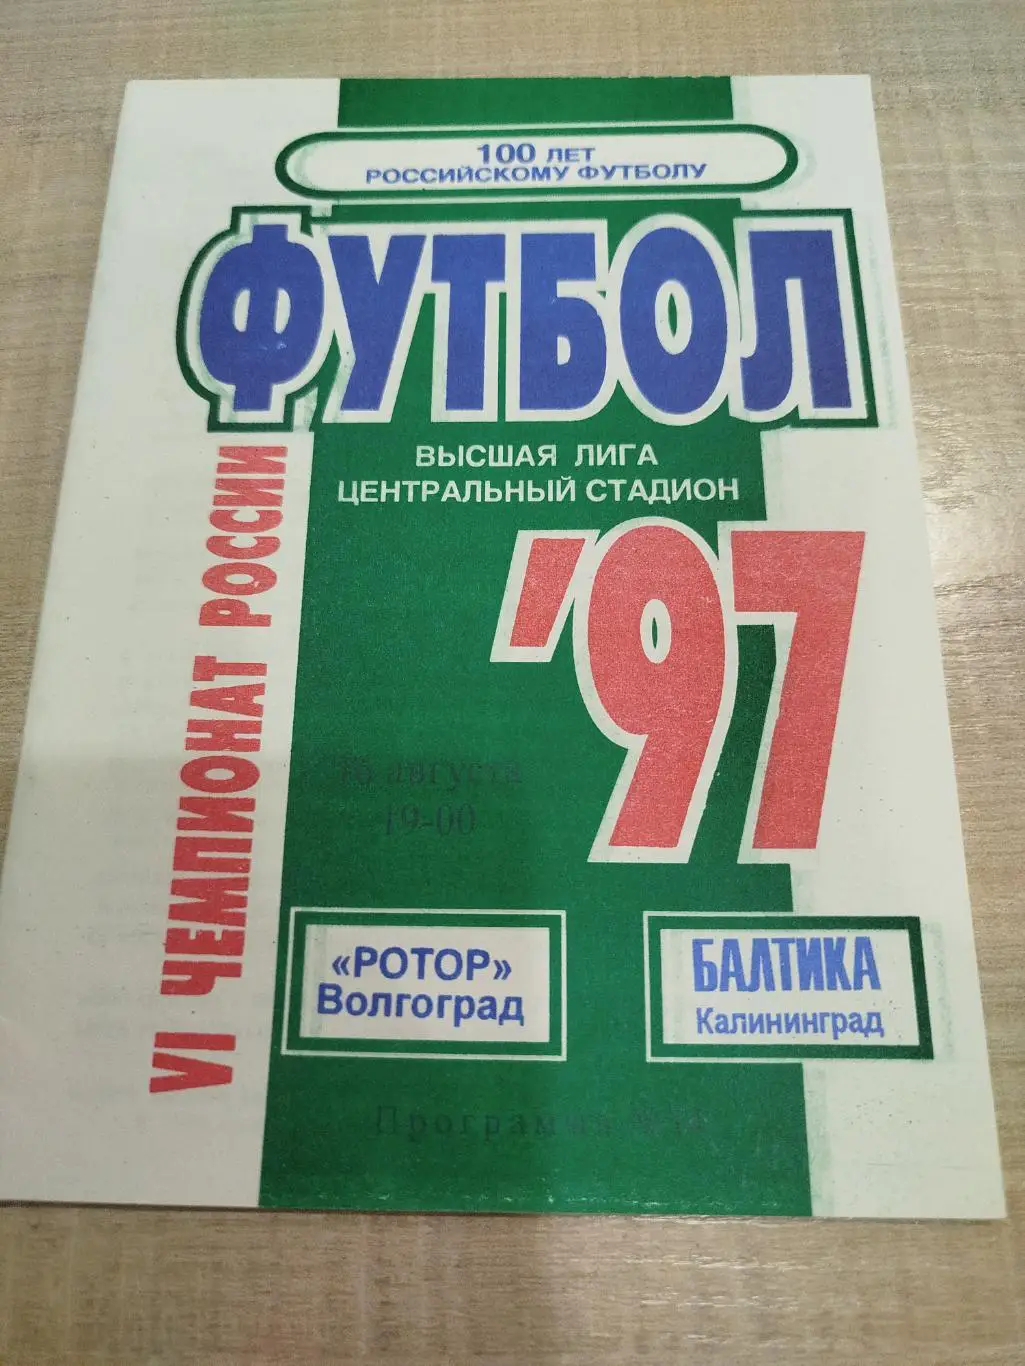 100 ЛЕТ
РОССИЙСКОМУ ФУТБОЛУ
ФУТБОЛ
ВЫСШАЯ ЛИГА
ЦЕНТРАЛЬНЫЙ СТАДИОН
'97
VI ЧЕМПИОНАТ РОССИИ
августа
19-00
«РОТОР»
Волгоград
БАЛТИКА
Калининград
Программа